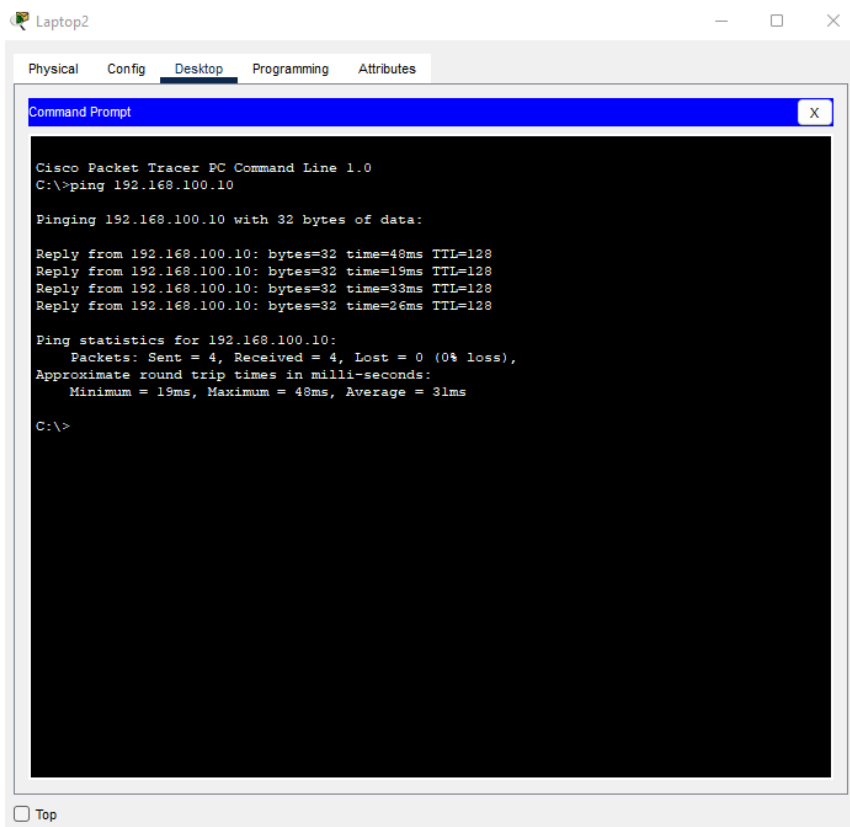 Laptop2
Physical Config Desktop Programming Attributes
Command Prompt X
Cisco Packet Tracer PC Command Line 1.0
C:\>ping 192.168.100.10
Pinging 192.168.100.10 with 32 bytes of data:
Reply from 192.168.100.10: bytes=32 time=48ms TTL=128
Reply from 192.168.100.10: bytes=32 time=19ms TTL=128
Reply from 192.168.100.10: bytes=32 time=33ms TTL=128
Reply from 192.168.100.10: bytes=32 time=26ms TTL=128
Ping statistics for 192.168.100.10:
Packets: Sent = 4, Received = 4, Lost = 0 (0% loss),
Approximate round trip times in milli-seconds:
Minimum = 19ms, Maximum = 48ms, Average = 31ms
C:\>
Top